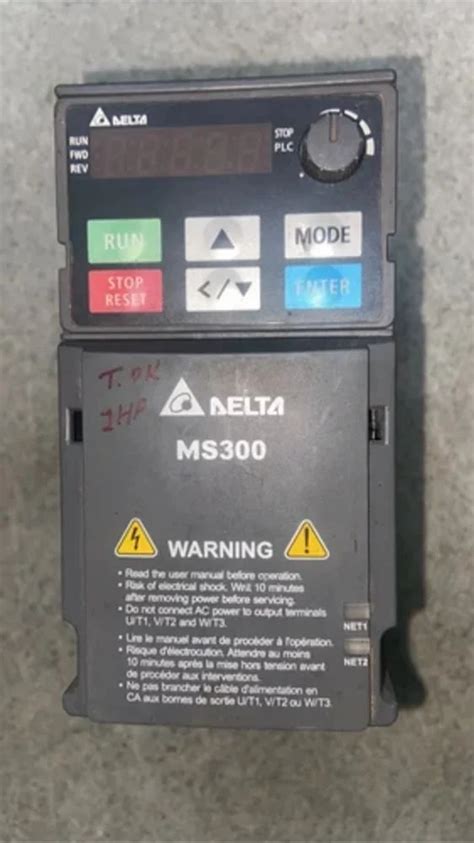 DELTA
RUN
FWD
REV
STOP
PLC
RUN
▲
MODE
STOP
RESET
</▼
ENTER
T. OK
1HP
DELTA
MS300
WARNING
• Read the user manual before operation.
• Risk of electrical shock. Wait 10 minutes
after removing power before servicing.
• Do not connect AC power to output terminals
U/T1, V/T2 and W/T3.
• Lire le manuel avant de procéder à l'opération.
• Risque d'électrocution. Attendre au moins
10 minutes après la mise hors tension avant
de procéder aux interventions.
• Ne pas brancher le câble d'alimentation en
CA aux bornes de sortie U/T1, V/T2 ou W/T3.
NET1
NET2